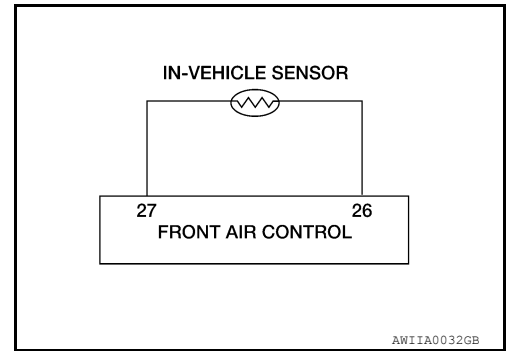 IN-VEHICLE SENSOR
27 26
FRONT AIR CONTROL
AWIIA0032GB